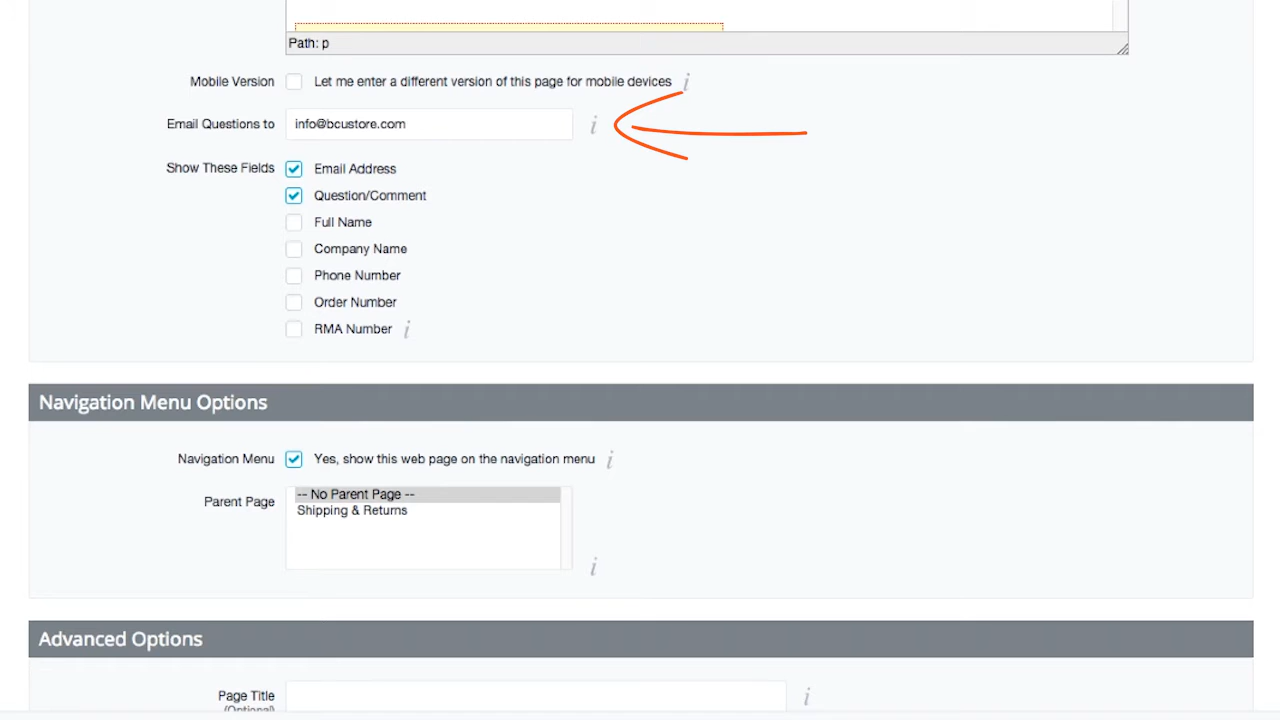 Path: p
Mobile Version Let me enter a different version of this page for mobile devices i
Email Questions to info@bcustore.com i
Show These Fields Email Address
Question/Comment
Full Name
Company Name
Phone Number
Order Number
RMA Number i
Navigation Menu Options
Navigation Menu Yes, show this web page on the navigation menu i
Parent Page -- No Parent Page --
Shipping & Returns
i
Advanced Options
Page Title i
(Optional)